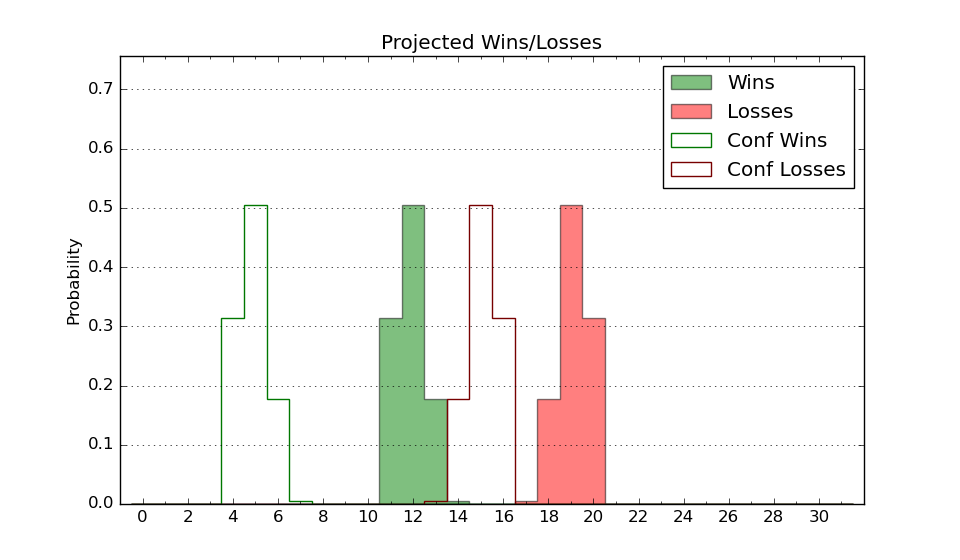 Projected Wins/Losses
Wins
Losses
Conf Wins
Conf Losses
Probability
0.7
0.6
0.5
0.4
0.3
0.2
0.1
0.0
0 2 4 6 8 10 12 14 16 18 20 22 24 26 28 30